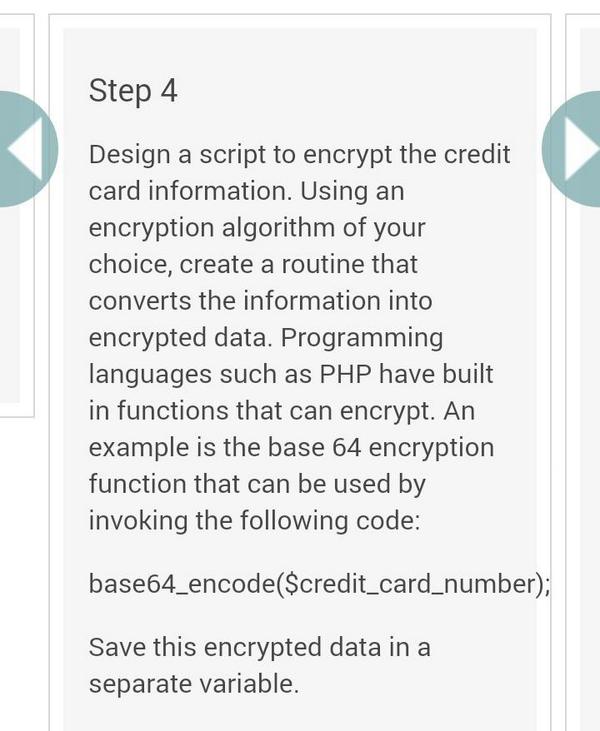 Step 4
Design a script to encrypt the credit
card information. Using an
encryption algorithm of your
choice, create a routine that
converts the information into
encrypted data. Programming
languages such as PHP have built
in functions that can encrypt. An
example is the base 64 encryption
function that can be used by
invoking the following code:
base64_encode($credit_card_number);
Save this encrypted data in a
separate variable.